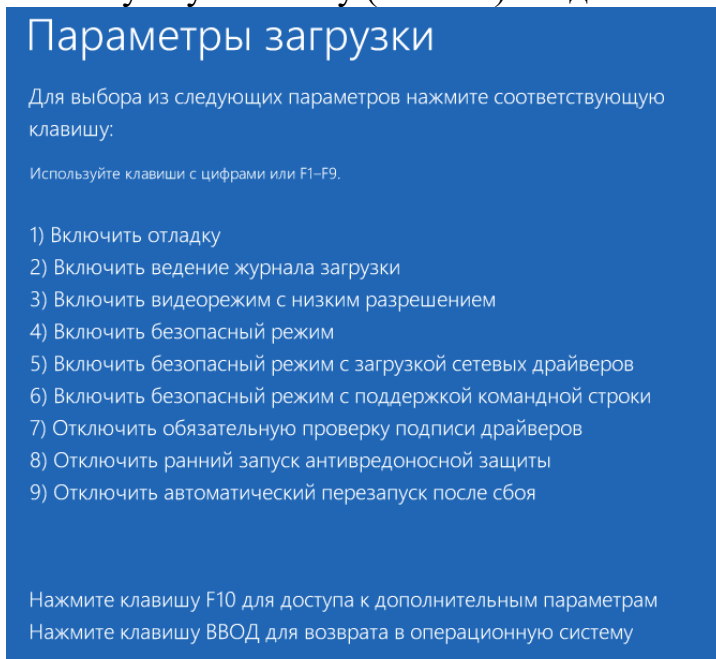 Параметры загрузки
Для выбора из следующих параметров нажмите соответствующую
клавишу:
Используйте клавиши с цифрами или F1–F9.
1) Включить отладку
2) Включить ведение журнала загрузки
3) Включить видеорежим с низким разрешением
4) Включить безопасный режим
5) Включить безопасный режим с загрузкой сетевых драйверов
6) Включить безопасный режим с поддержкой командной строки
7) Отключить обязательную проверку подписи драйверов
8) Отключить ранний запуск антивредоносной защиты
9) Отключить автоматический перезапуск после сбоя
Нажмите клавишу F10 для доступа к дополнительным параметрам
Нажмите клавишу ВВОД для возврата в операционную систему